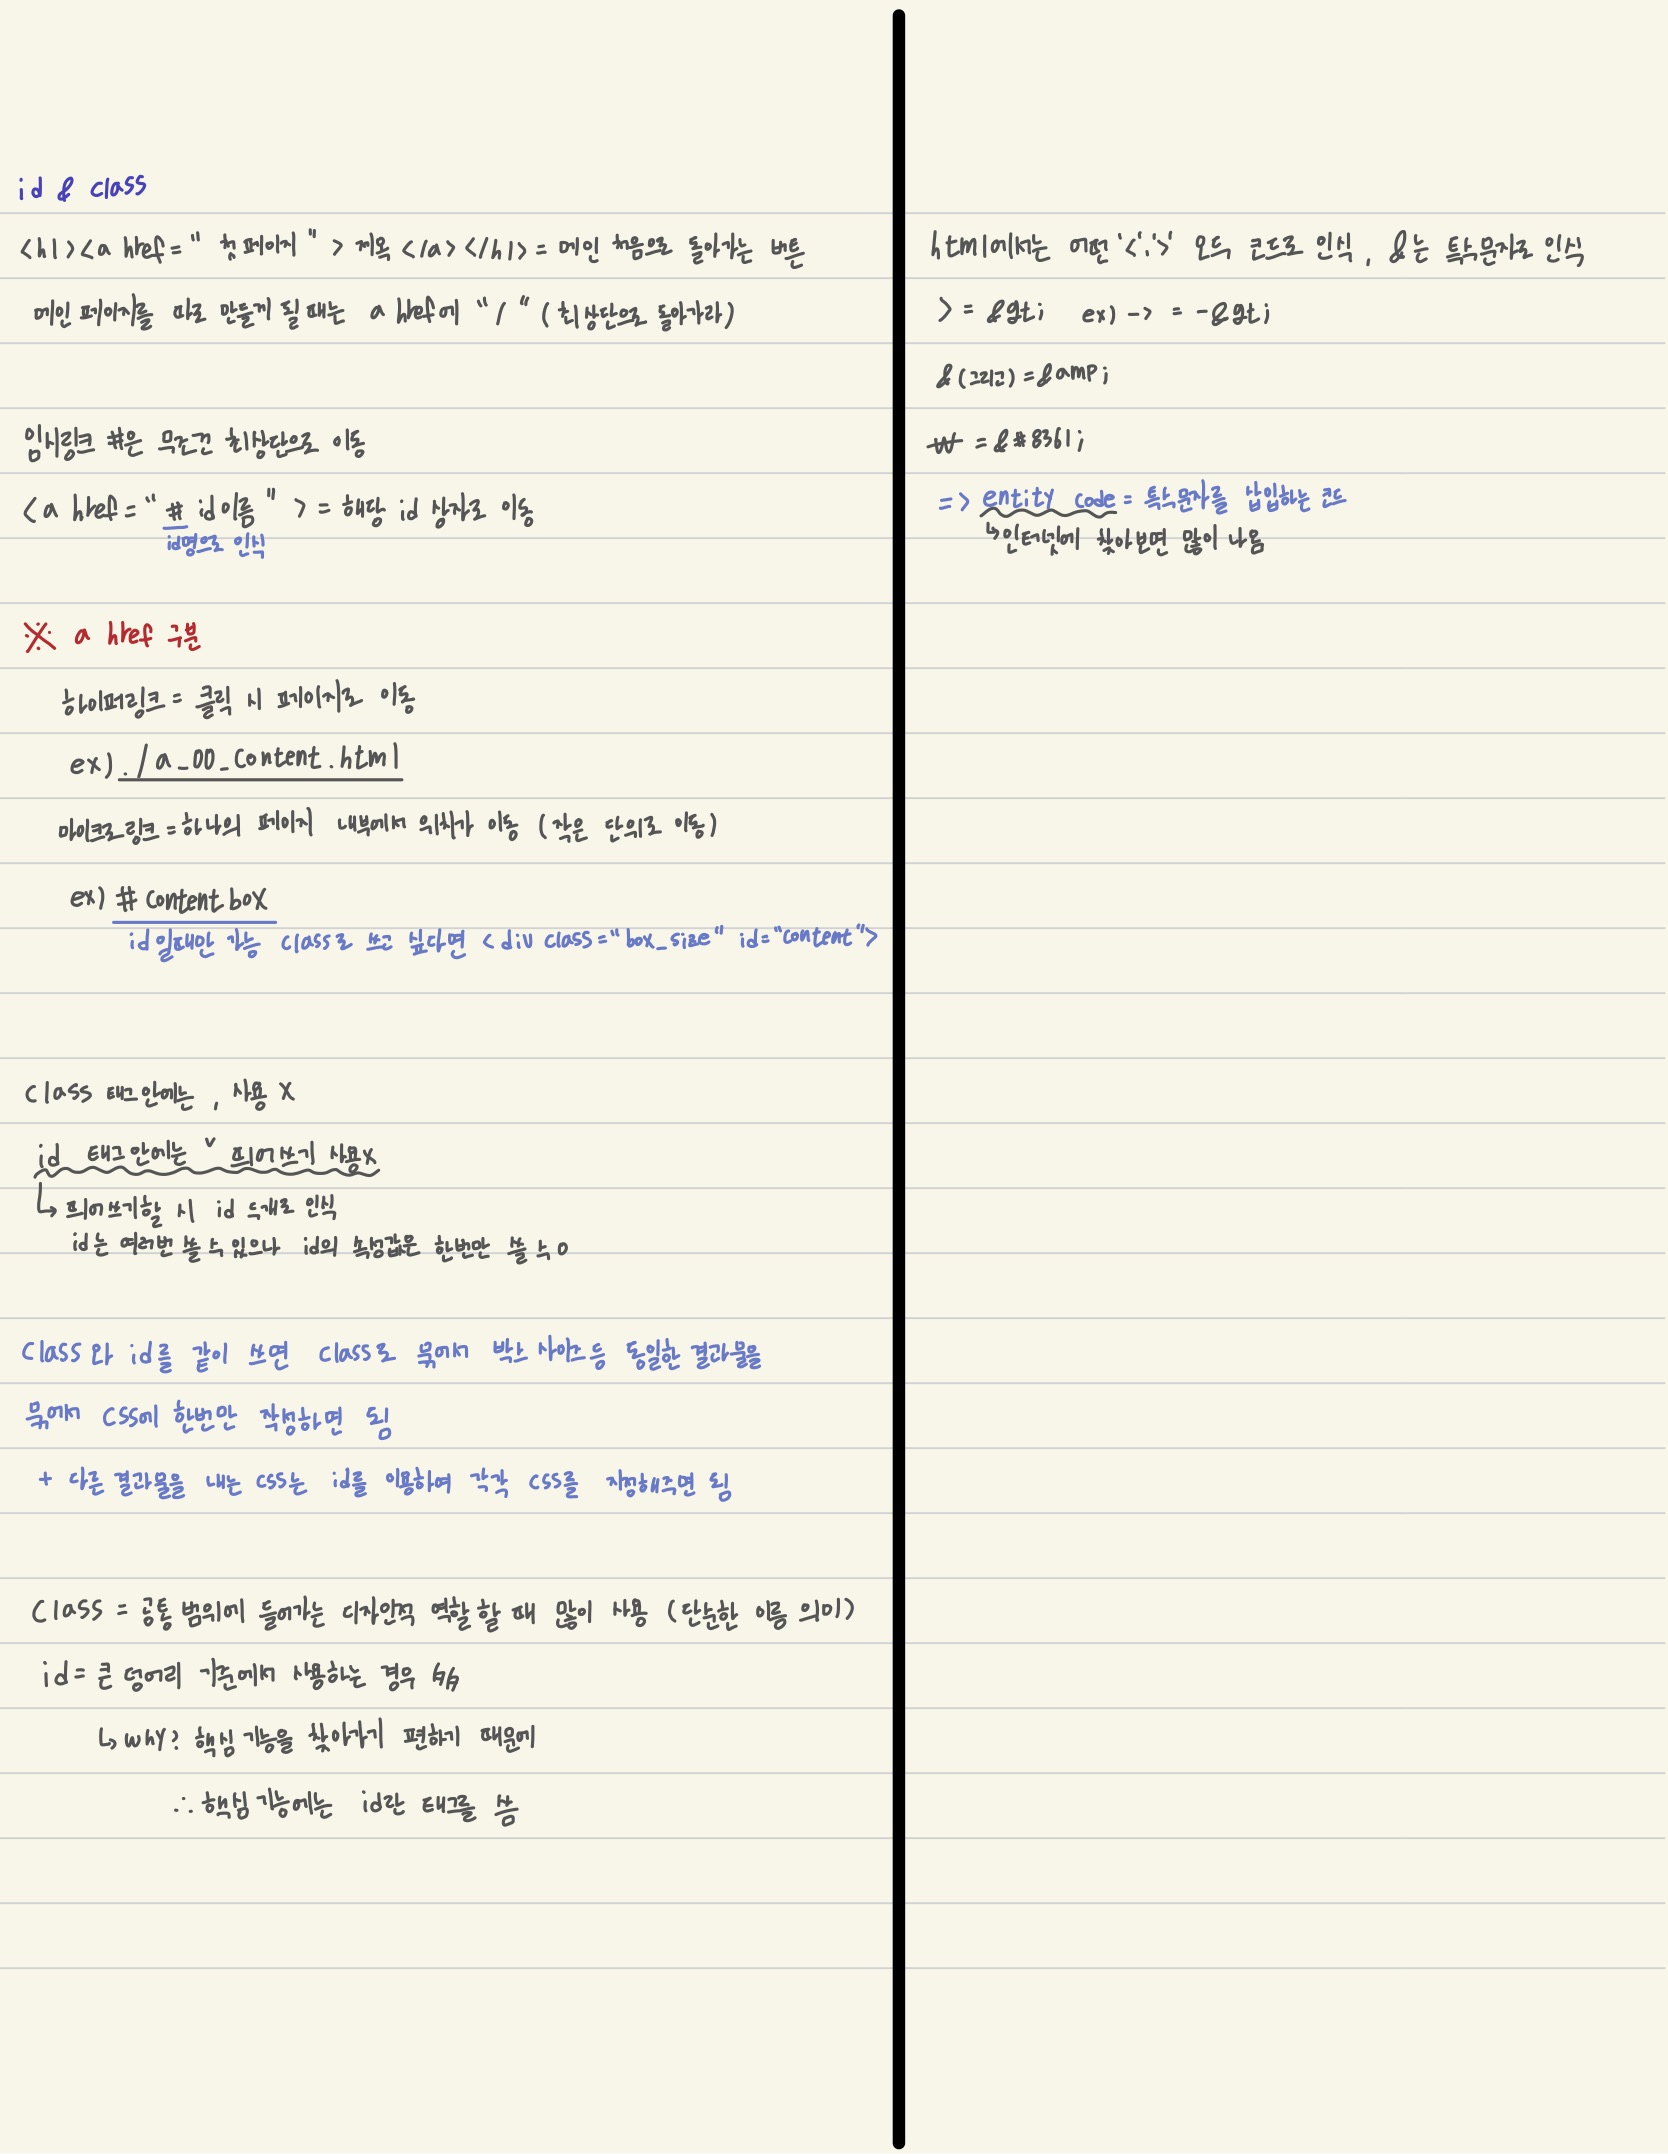 id & class
<h1><a href="첫페이지"> 제목 </a></h1> = 메인 처음으로 돌아가는 버튼
메인 페이지를 따로 만들게 될 때는 a href에 "/" (최상단으로 돌아가라)
임시링크 #은 무조건 최상단으로 이동
<a href="# id이름"> = 해당 id 상자로 이동
id명으로 인식
※ a href 구분
하이퍼링크 = 클릭 시 페이지로 이동
ex) ./a_00_content.html
마이크로링크 = 하나의 페이지 내부에서 위치가 이동 (작은 단위로 이동)
ex) # contentbox
id일때만 가능 class로 쓰고 싶다면 <div class="box_size" id="content">
class 태그안에는 , 사용 X
id 태그안에는 ˅ 띄어쓰기 사용X
↳ 띄어쓰기할 시 id 두개로 인식
id는 여러번 쓸 수 있으나 id의 속성값은 한번만 쓸 수 O
class와 id를 같이 쓰면 class로 묶어서 박스 사이즈 등 동일한 결과물을
묶어서 css에 한번만 작성하면 됨
+ 다른 결과물을 내는 css는 id를 이용하여 각각 css를 지정해주면 됨
class = 공통 범위에 들어가는 디자인적 역할 할 때 많이 사용 (단순한 이름 의미)
id = 큰 덩어리 기준에서 사용하는 경우
↳ why? 핵심 기능을 찾아가기 편하기 때문에
∴ 핵심 기능에는 id란 태그를 씀
html에서는 어떤 '<','>' 모두 코드로 인식, &는 특수문자로 인식
> = &gt; ex) -> = -&gt;
&(그리고) = &amp;
₩ = &#8361;
=> entity code = 특수문자를 삽입하는 코드
↳ 인터넷에 찾아보면 많이 나옴